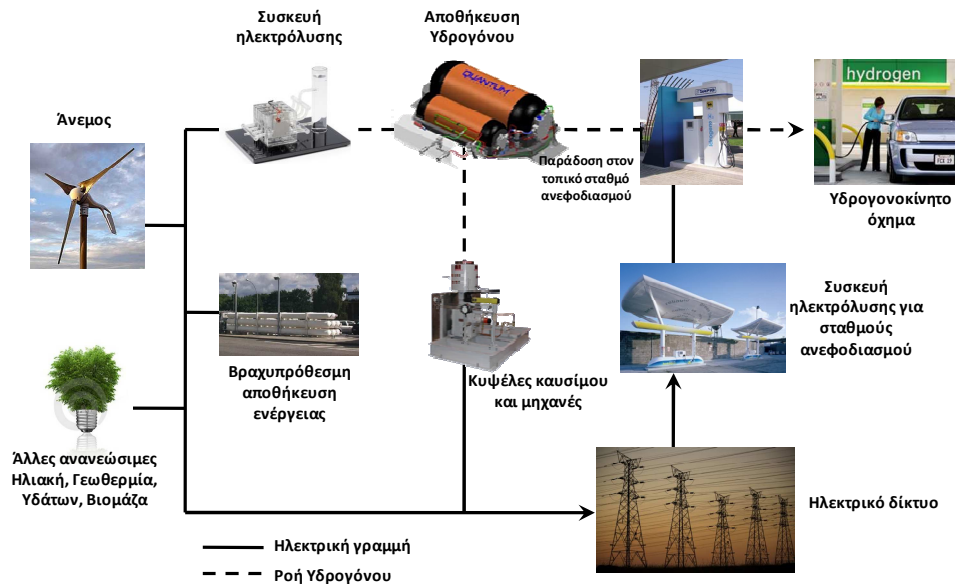 Συσκευή
ηλεκτρόλυσης
Αποθήκευση
Υδρογόνου
Άνεμος
QUANTUM
hydrogen
Παράδοση στον
τοπικό σταθμό
ανεφοδιασμού
Υδρογονοκίνητο
όχημα
Συσκευή
ηλεκτρόλυσης για
σταθμούς
ανεφοδιασμού
Βραχυπρόθεσμη
αποθήκευση
ενέργειας
Κυψέλες καυσίμου
και μηχανές
Άλλες ανανεώσιμες
Ηλιακή, Γεωθερμία,
Υδάτων, Βιομάζα
Ηλεκτρικό δίκτυο
Ηλεκτρική γραμμή
Ροή Υδρογόνου